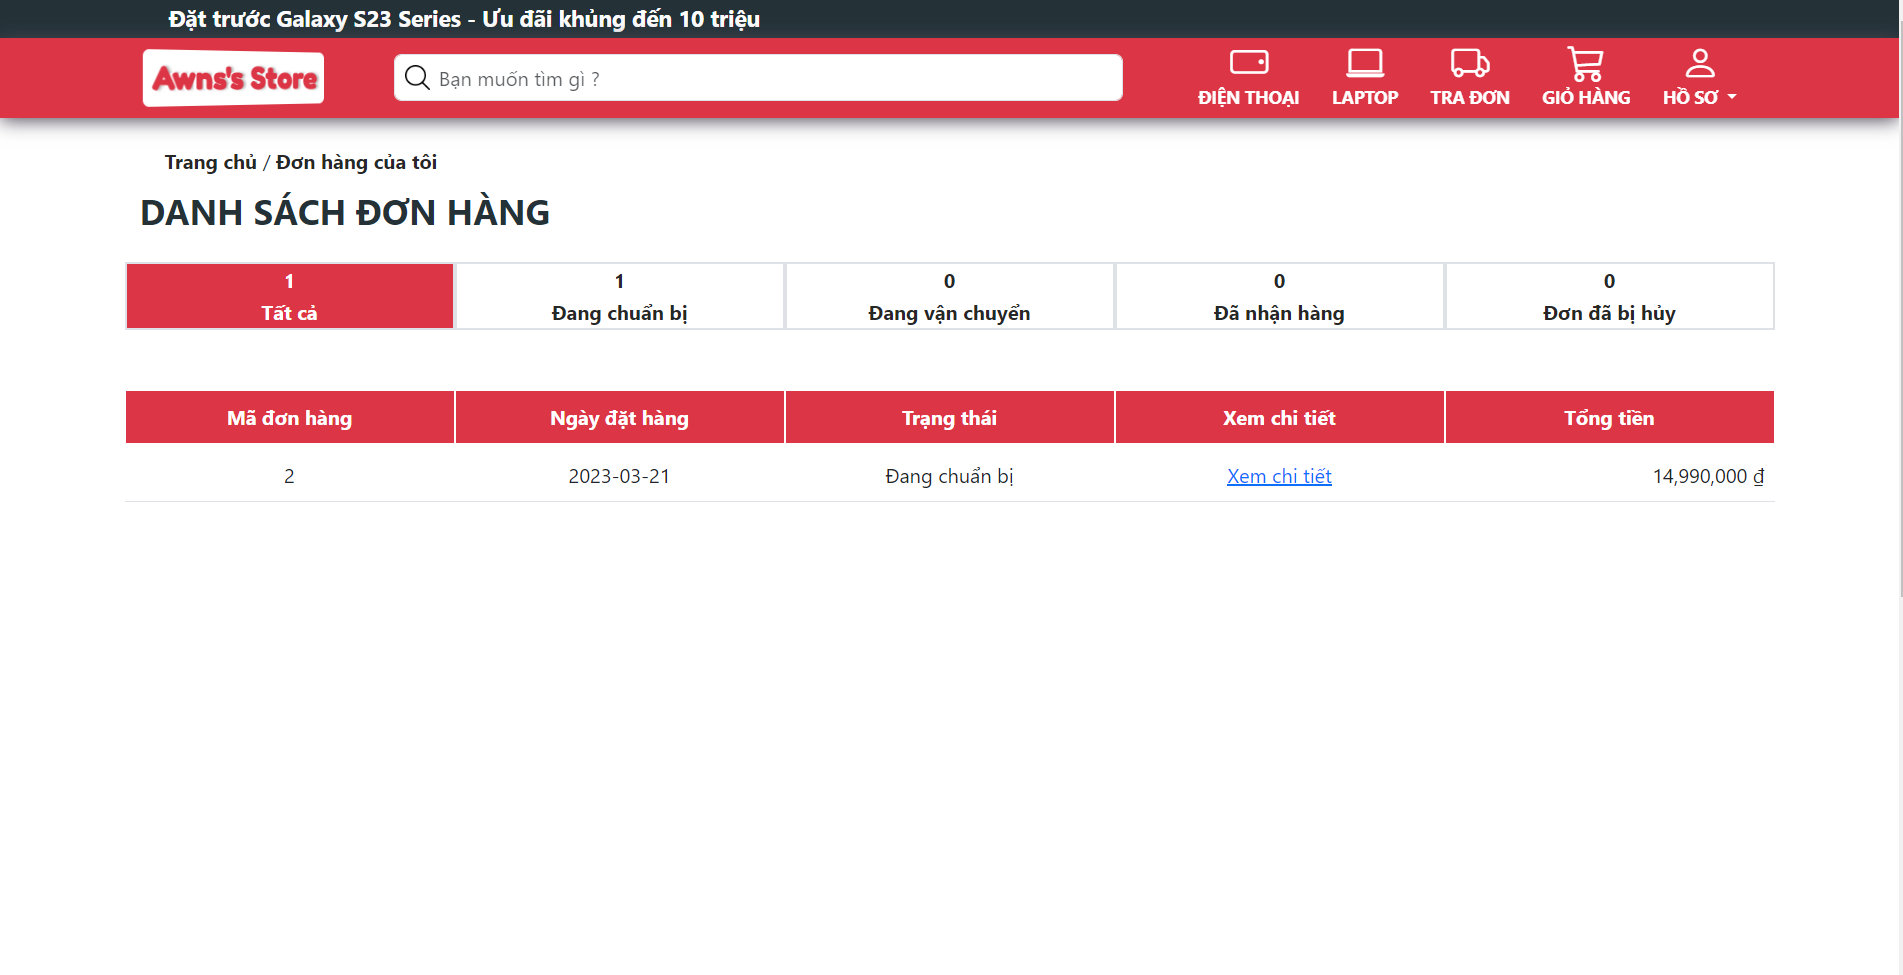 Đặt trước Galaxy S23 Series - Ưu đãi khủng đến 10 triệu
Awns's Store
Bạn muốn tìm gì ?
ĐIỆN THOẠI
LAPTOP
TRA ĐƠN
GIỎ HÀNG
HỒ SƠ
Trang chủ / Đơn hàng của tôi
DANH SÁCH ĐƠN HÀNG
1
Tất cả
1
Đang chuẩn bị
0
Đang vận chuyển
0
Đã nhận hàng
0
Đơn đã bị hủy
Mã đơn hàng Ngày đặt hàng Trạng thái Xem chi tiết Tổng tiền
2 2023-03-21 Đang chuẩn bị Xem chi tiết 14,990,000 ₫